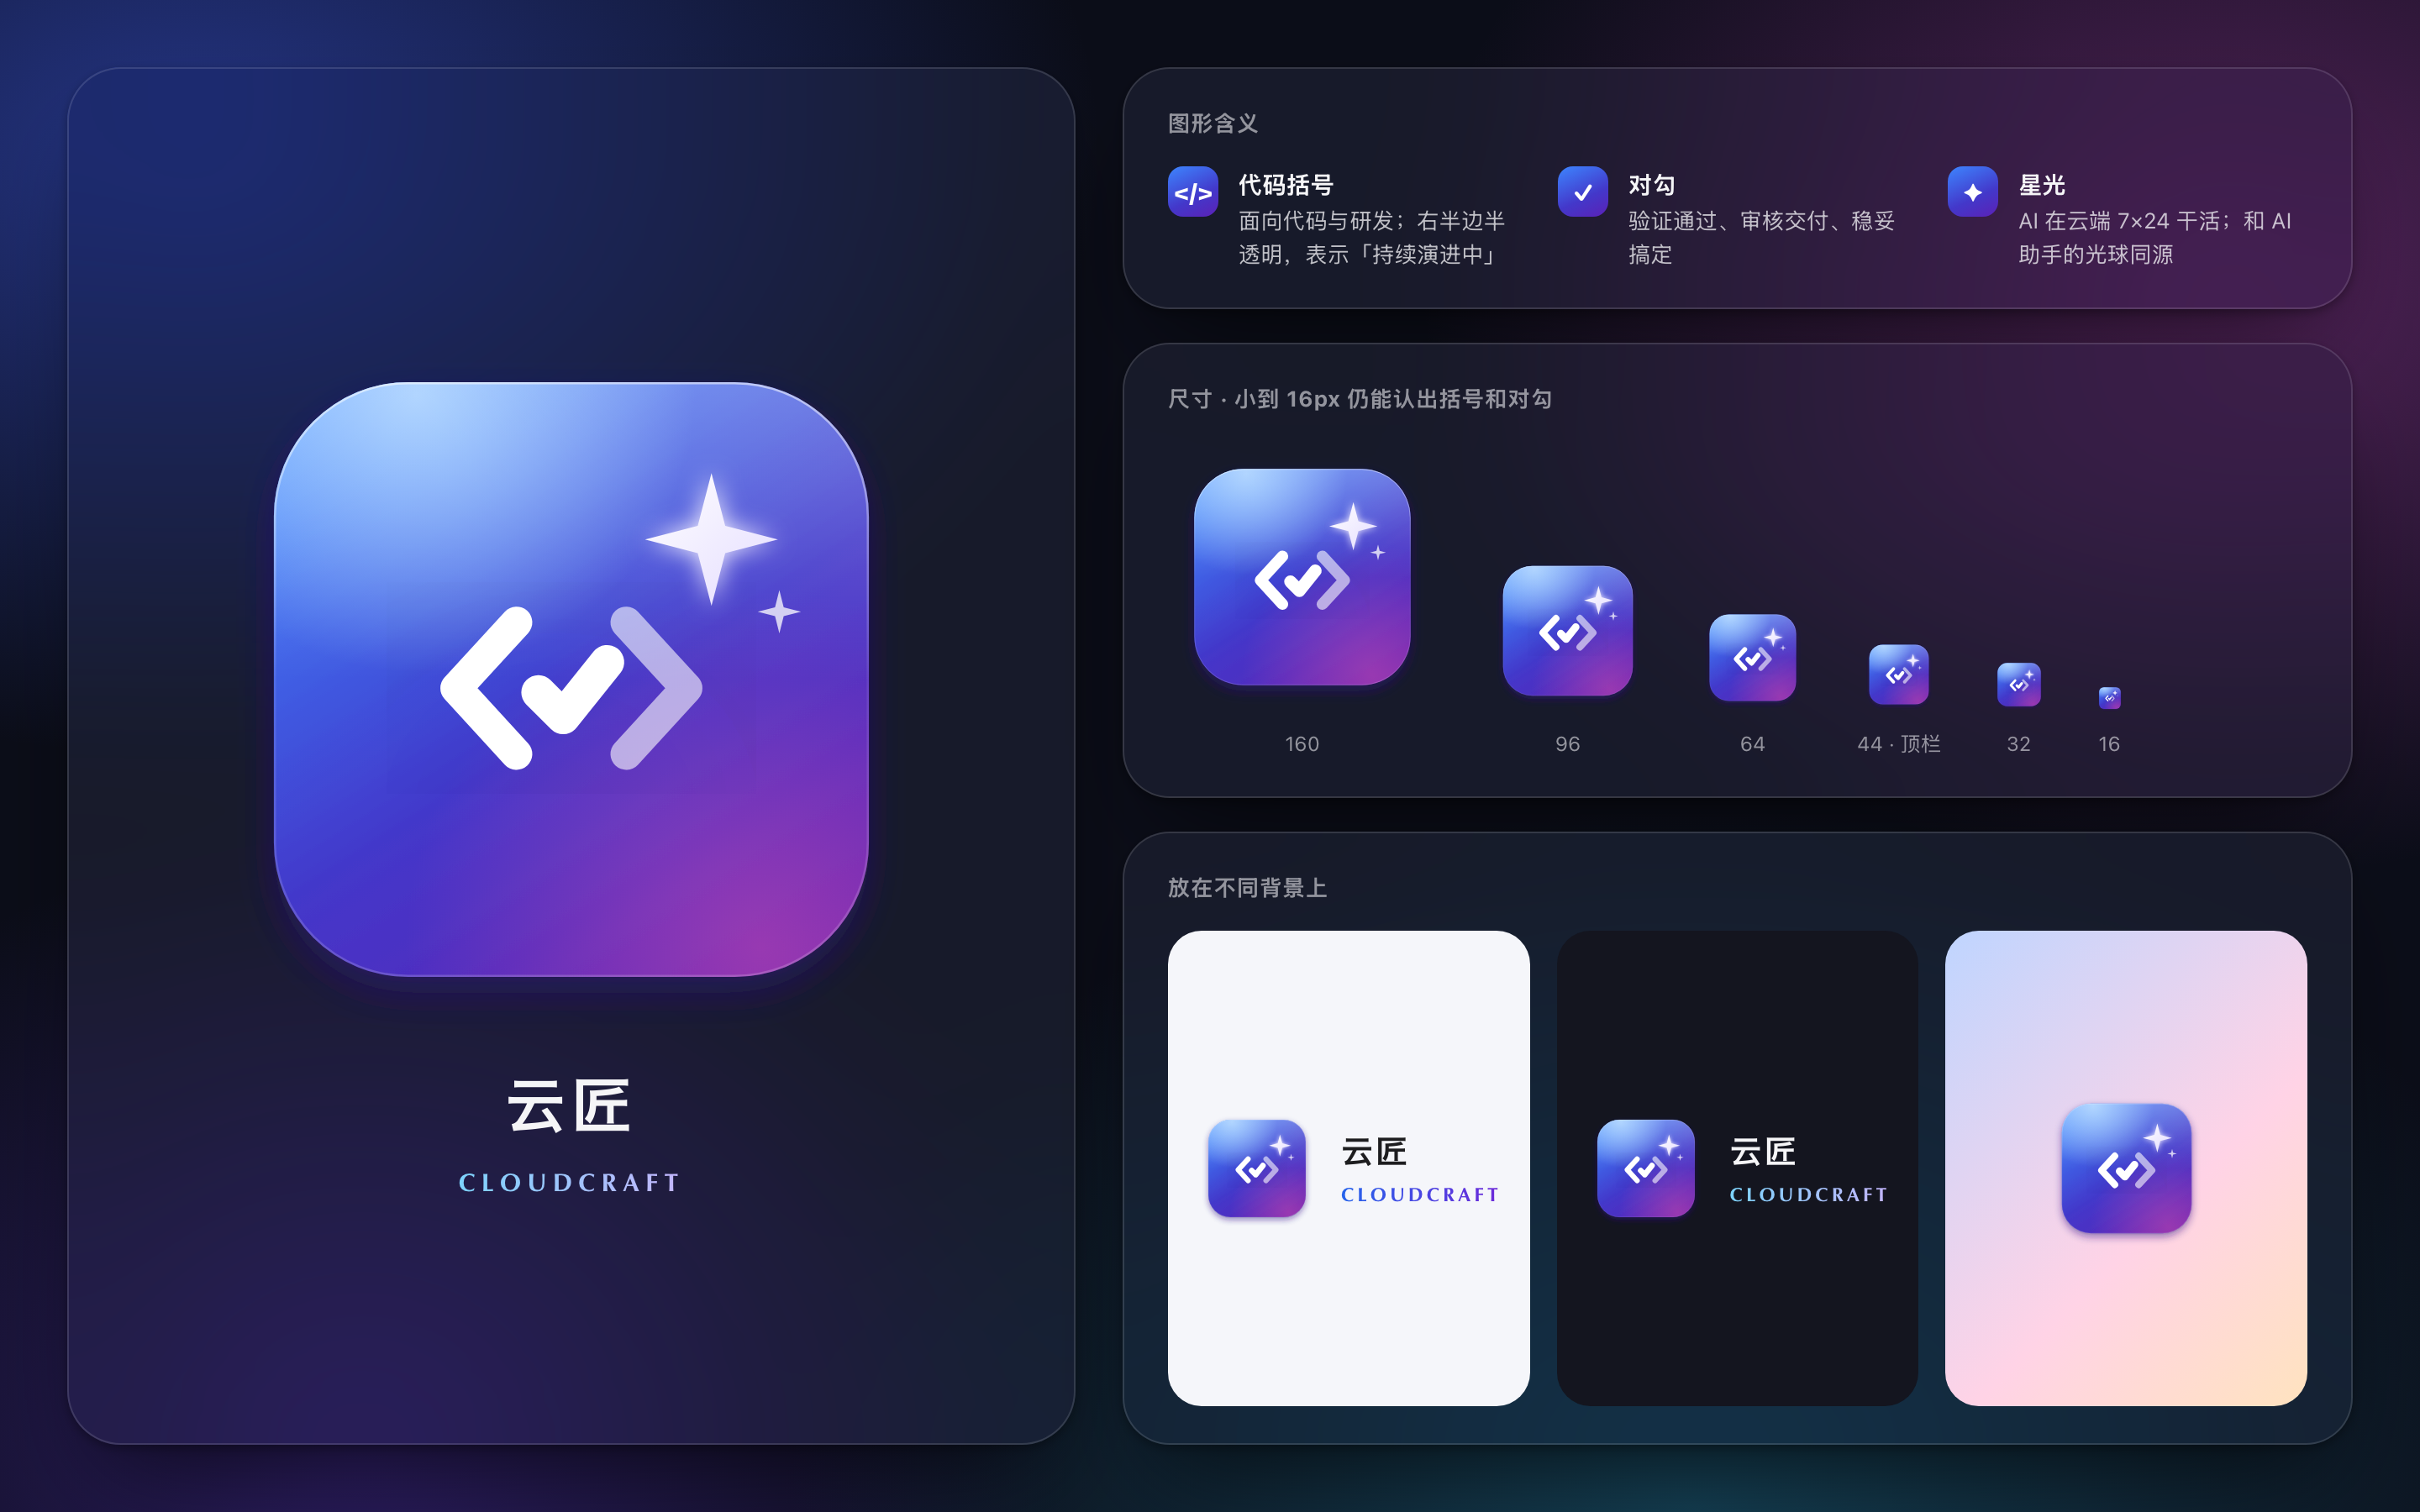 云匠
CLOUDCRAFT
图形含义
</>
代码括号
面向代码与研发；右半边半
透明，表示「持续演进中」
对勾
验证通过、审核交付、稳妥
搞定
星光
AI 在云端 7×24 干活；和 AI
助手的光球同源
尺寸 · 小到 16px 仍能认出括号和对勾
160
96
64
44 · 顶栏
32
16
放在不同背景上
云匠
CLOUDCRAFT
云匠
CLOUDCRAFT